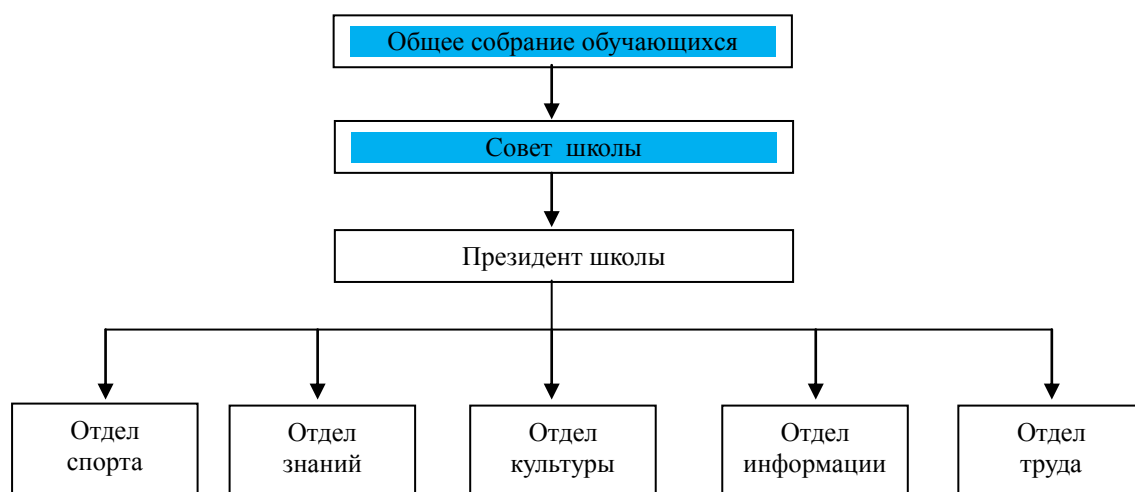 Общее собрание обучающихся
Совет школы
Президент школы
Отдел
спорта
Отдел
знаний
Отдел
культуры
Отдел
информации
Отдел
труда